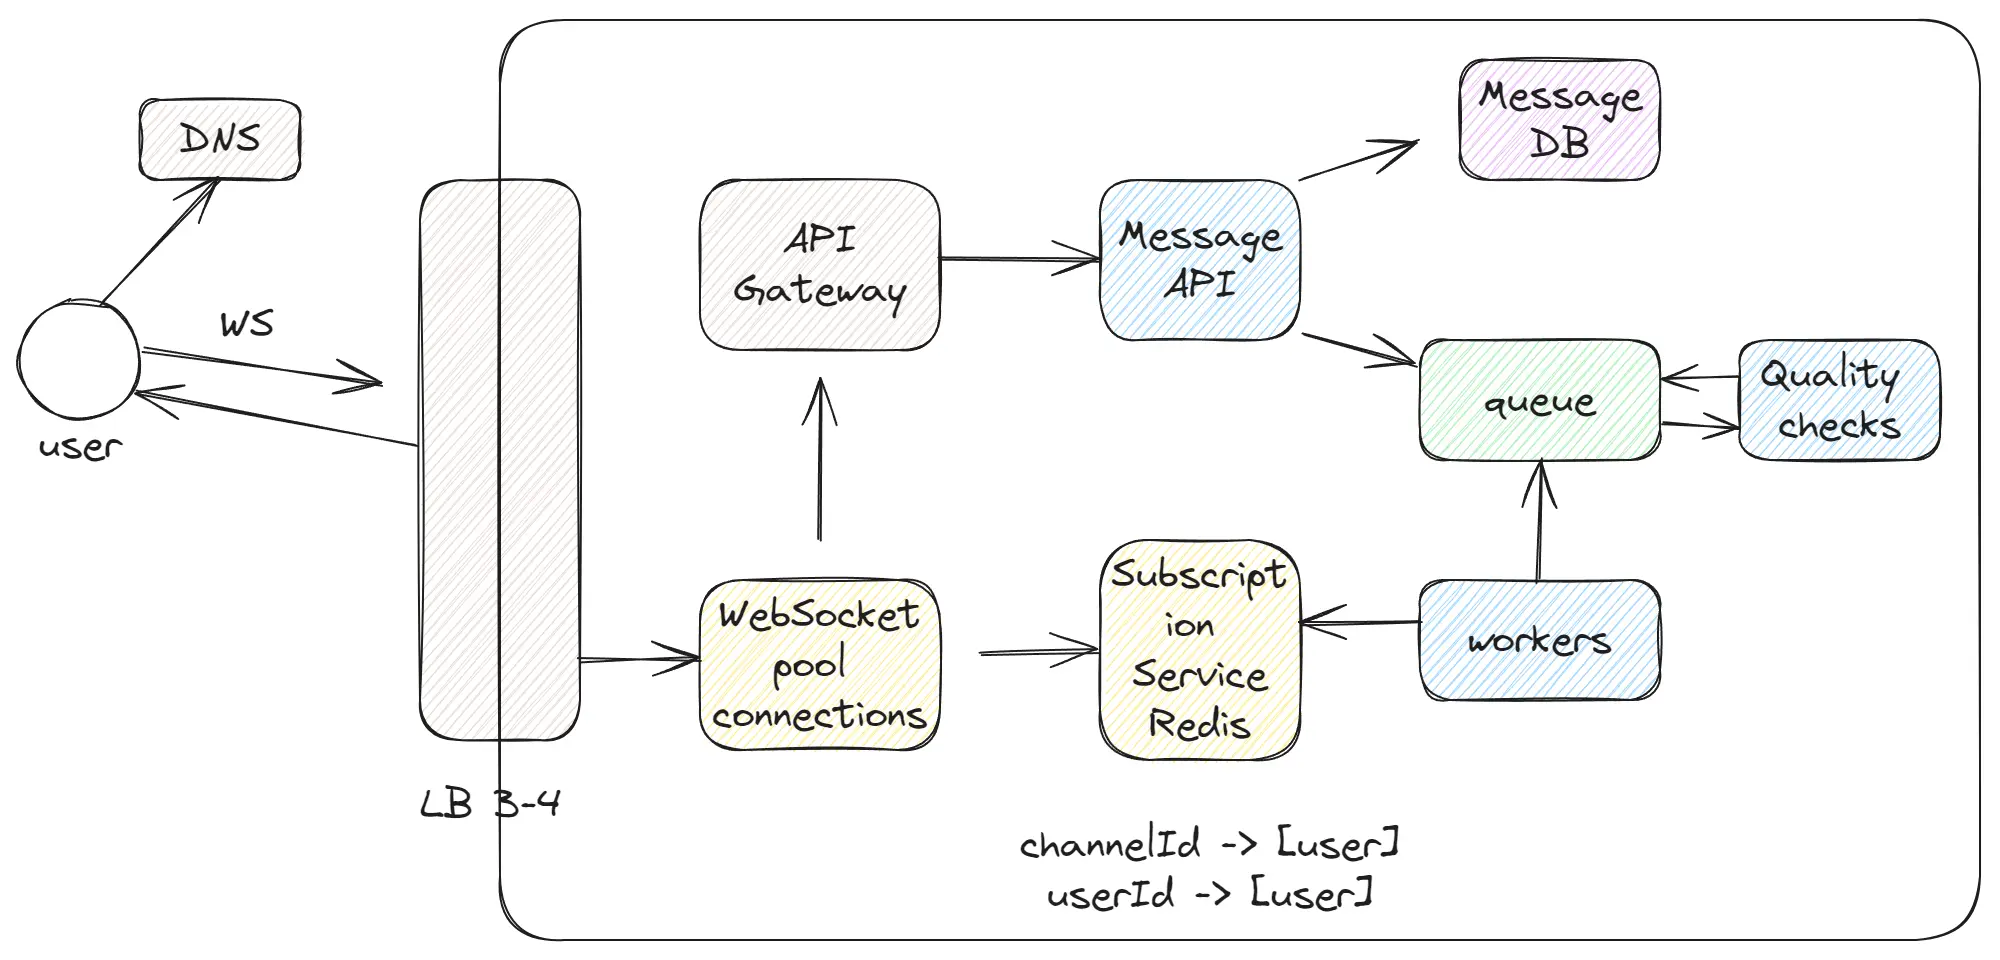 DNS
WS
user
LB 3-4
API
Gateway
Message
API
Message
DB
queue
Quality
checks
WebSocket
pool
connections
Subscript
ion
Service
Redis
workers
channelId -> [user]
userId -> [user]